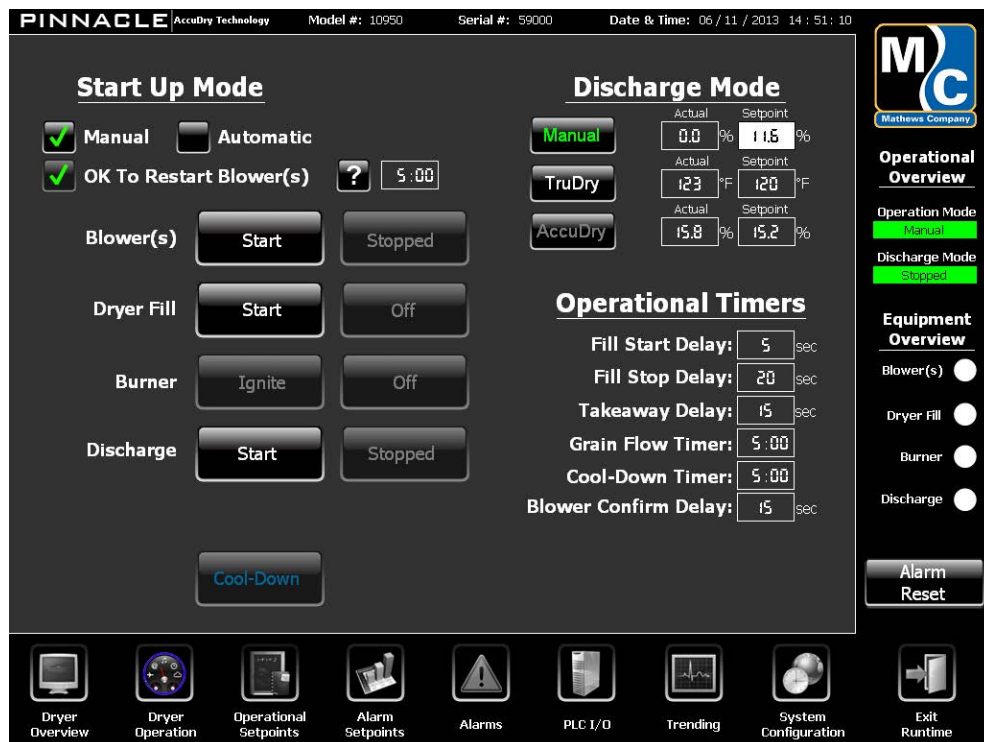 PINNACLE AccuDry Technology Model #: 10950 Serial #: 59000 Date & Time: 06/11/2013 14:51:10
Start Up Mode
Manual Automatic
OK To Restart Blower(s) ? 5:00
Blower(s) Start Stopped
Dryer Fill Start Off
Burner Ignite Off
Discharge Start Stopped
Cool-Down
Discharge Mode
Actual Setpoint
Manual 0.0 % 11.6 %
Actual Setpoint
TruDry 123 °F 120 °F
Actual Setpoint
AccuDry 15.8 % 15.2 %
Operational Timers
Fill Start Delay: 5 sec
Fill Stop Delay: 20 sec
Takeaway Delay: 15 sec
Grain Flow Timer: 5:00
Cool-Down Timer: 5:00
Blower Confirm Delay: 15 sec
MC
Mathews Company
Operational
Overview
Operation Mode
Manual
Discharge Mode
Stopped
Equipment
Overview
Blower(s)
Dryer Fill
Burner
Discharge
Alarm
Reset
Dryer
Overview
Dryer
Operation
Operational
Setpoints
Alarm
Setpoints
Alarms
PLC I/O
Trending
System
Configuration
Exit
Runtime